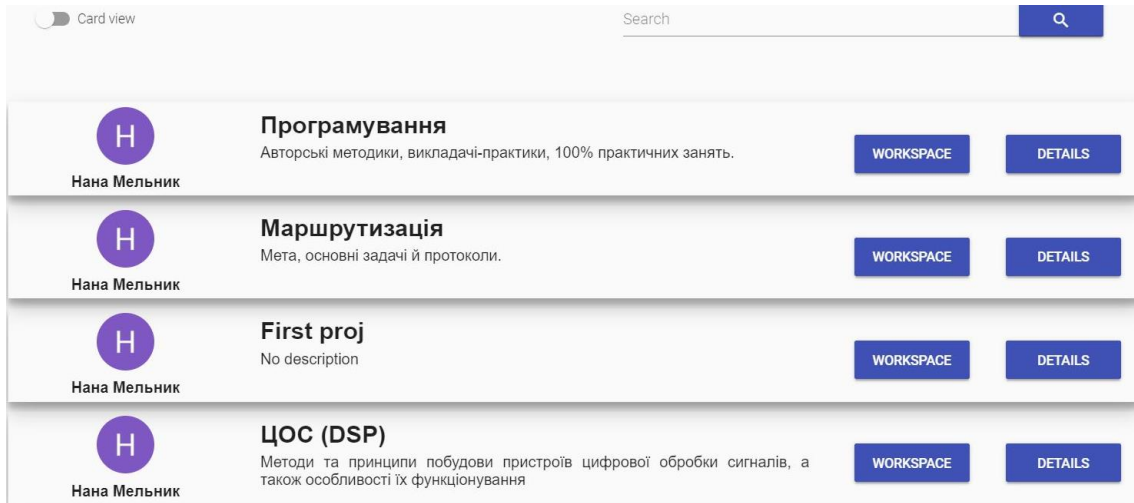 Card view
Search
Н
Нана Мельник
Програмування
Авторські методики, викладачі-практики, 100% практичних занять.
WORKSPACE
DETAILS
Н
Нана Мельник
Маршрутизація
Мета, основні задачі й протоколи.
WORKSPACE
DETAILS
Н
Нана Мельник
First proj
No description
WORKSPACE
DETAILS
Н
Нана Мельник
ЦОС (DSP)
Методи та принципи побудови пристроїв цифрової обробки сигналів, а
також особливості їх функціонування
WORKSPACE
DETAILS